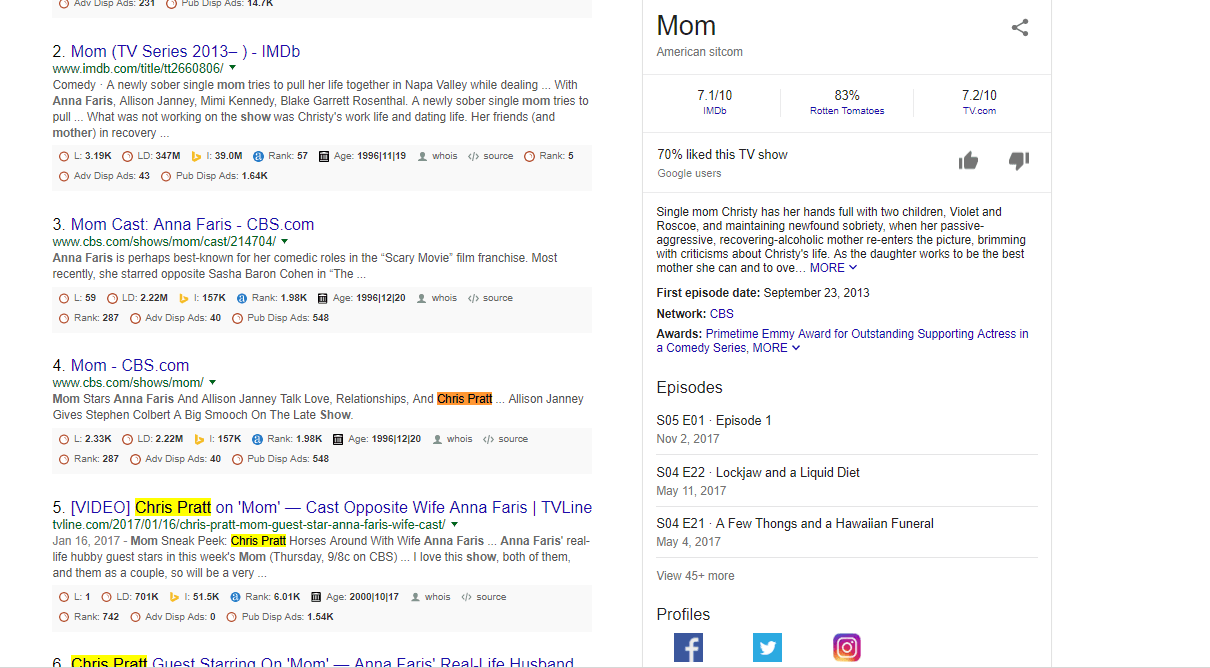 Adv Disp Ads: 231 Pub Disp Ads: 14.7K
2. Mom (TV Series 2013– ) - IMDb
www.imdb.com/title/tt2660806/
Comedy · A newly sober single mom tries to pull her life together in Napa Valley while dealing ... With
Anna Faris, Allison Janney, Mimi Kennedy, Blake Garrett Rosenthal. A newly sober single mom tries to
pull ... What was not working on the show was Christy's work life and dating life. Her friends (and
mother) in recovery ...
L: 3.19K LD: 347M I: 39.0M Rank: 57 Age: 1996|11|19 whois source Rank: 5
Adv Disp Ads: 43 Pub Disp Ads: 1.64K
3. Mom Cast: Anna Faris - CBS.com
www.cbs.com/shows/mom/cast/214704/
Anna Faris is perhaps best-known for her comedic roles in the “Scary Movie” film franchise. Most
recently, she starred opposite Sasha Baron Cohen in “The ...
L: 59 LD: 2.22M I: 157K Rank: 1.98K Age: 1996|12|20 whois source
Rank: 287 Adv Disp Ads: 40 Pub Disp Ads: 548
4. Mom - CBS.com
www.cbs.com/shows/mom/
Mom Stars Anna Faris And Allison Janney Talk Love, Relationships, And Chris Pratt ... Allison Janney
Gives Stephen Colbert A Big Smooch On The Late Show.
L: 2.33K LD: 2.22M I: 157K Rank: 1.98K Age: 1996|12|20 whois source
Rank: 287 Adv Disp Ads: 40 Pub Disp Ads: 548
5. [VIDEO] Chris Pratt on 'Mom' — Cast Opposite Wife Anna Faris | TVLine
tvline.com/2017/01/16/chris-pratt-mom-guest-star-anna-faris-wife-cast/
Jan 16, 2017 - Mom Sneak Peek: Chris Pratt Horses Around With Wife Anna Faris ... Anna Faris' real-
life hubby guest stars in this week's Mom (Thursday, 9/8c on CBS) ... I love this show, both of them,
and them as a couple, so will be a very ...
L: 1 LD: 701K I: 51.5K Rank: 6.01K Age: 2000|10|17 whois source
Rank: 742 Adv Disp Ads: 0 Pub Disp Ads: 1.54K
6. Chris Pratt Guest Starring On 'Mom' — Anna Faris' Real-Life Husband
Mom
American sitcom
7.1/10 83% 7.2/10
IMDb Rotten Tomatoes TV.com
70% liked this TV show
Google users
Single mom Christy has her hands full with two children, Violet and
Roscoe, and maintaining newfound sobriety, when her passive-
aggressive, recovering-alcoholic mother re-enters the picture, brimming
with criticisms about Christy's life. As the daughter works to be the best
mother she can and to ove... MORE
First episode date: September 23, 2013
Network: CBS
Awards: Primetime Emmy Award for Outstanding Supporting Actress in
a Comedy Series, MORE
Episodes
S05 E01 · Episode 1
Nov 2, 2017
S04 E22 · Lockjaw and a Liquid Diet
May 11, 2017
S04 E21 · A Few Thongs and a Hawaiian Funeral
May 4, 2017
View 45+ more
Profiles